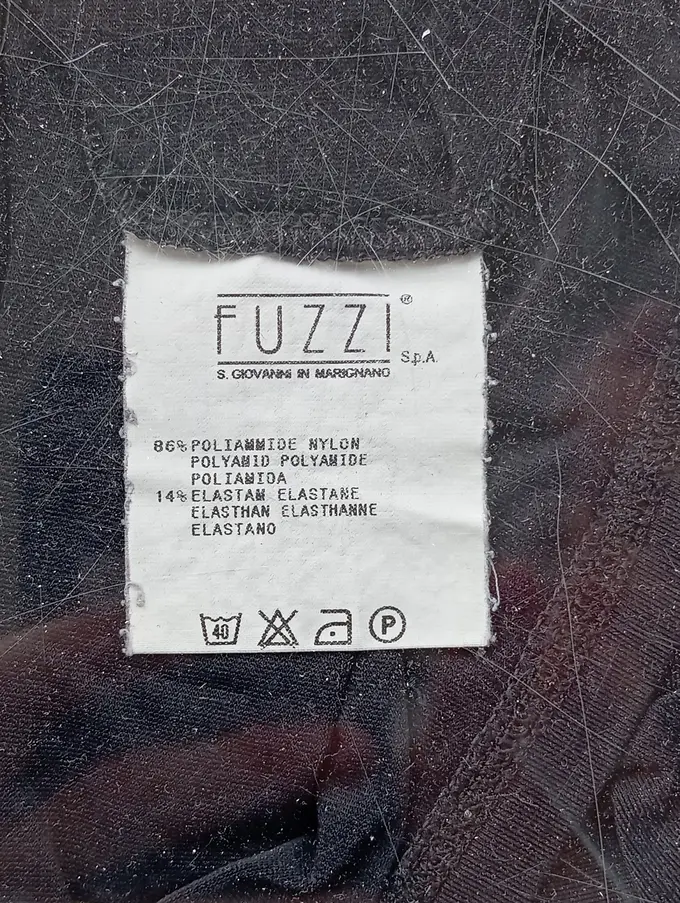 FUZZI®
S.p.A.
S. GIOVANNI IN MARIGNANO
86% POLIAMMIDE NYLON
POLYAMID POLYAMIDE
POLIAMIDA
14% ELASTAM ELASTANE
ELASTHAN ELASTHANNE
ELASTANO
40 P